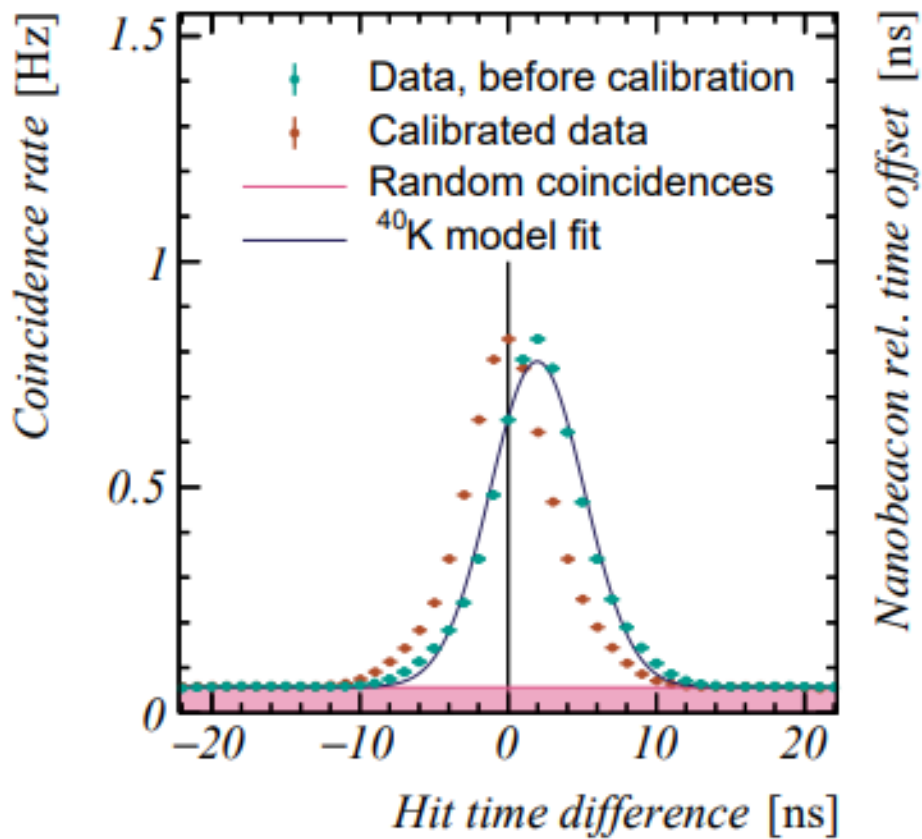 Coincidence rate [Hz]
1.5
1
0.5
0
Data, before calibration
Calibrated data
Random coincidences
⁴⁰K model fit
−20 −10 0 10 20
Hit time difference [ns]
Nanobeacon rel. time offset [ns]